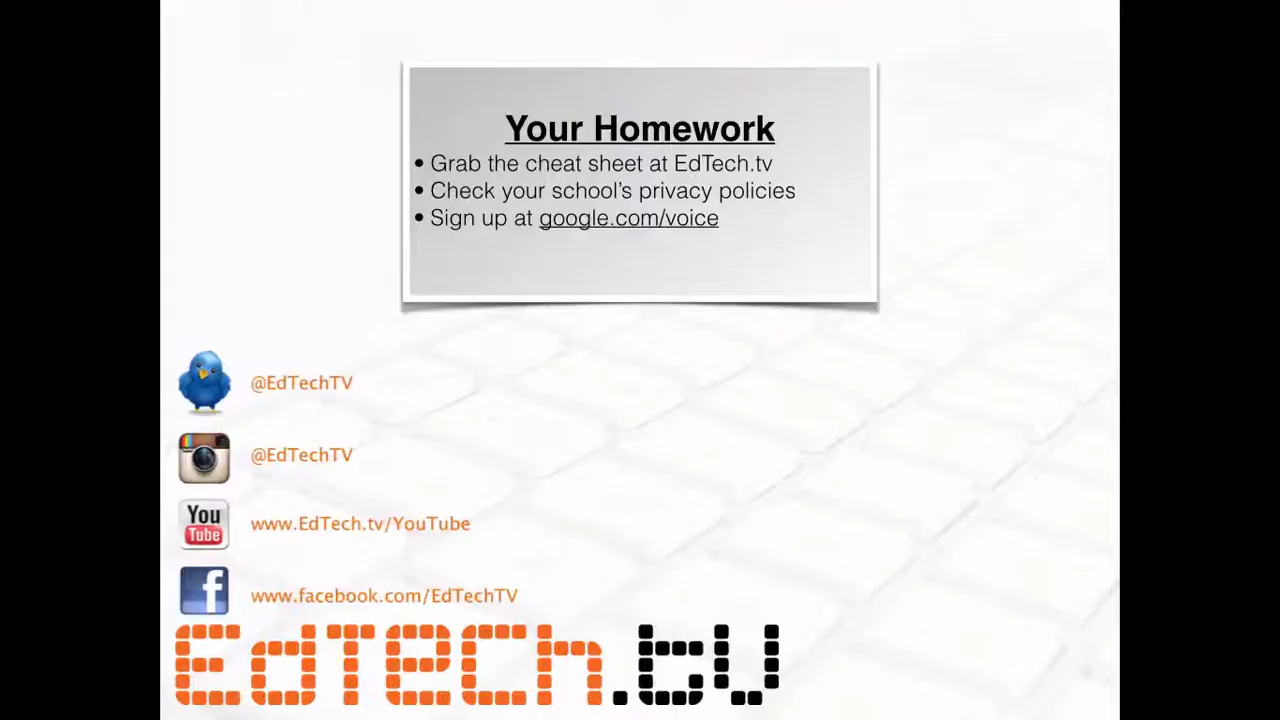 Your Homework
• Grab the cheat sheet at EdTech.tv
• Check your school’s privacy policies
• Sign up at google.com/voice
@EdTechTV
@EdTechTV
You
Tube
www.EdTech.tv/YouTube
f
www.facebook.com/EdTechTV
EdTECh.tv